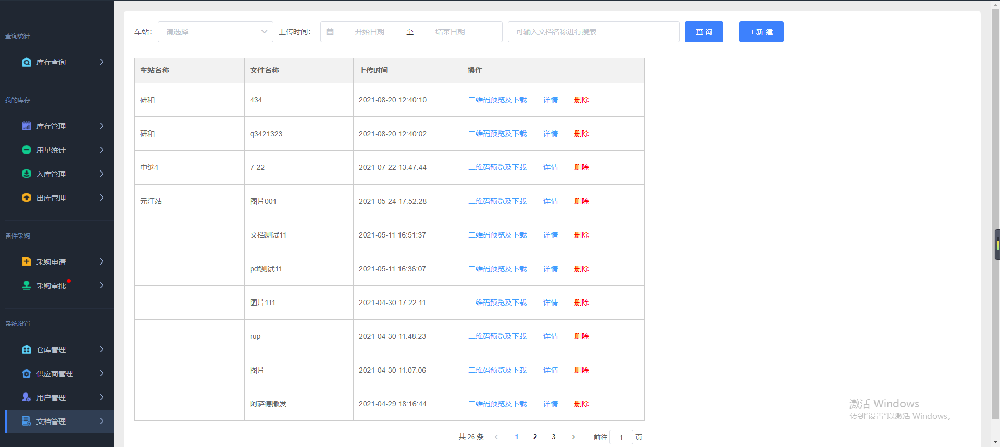 查询统计
库存查询
我的库存
库存管理
用量统计
入库管理
出库管理
备件采购
采购申请
采购审批
系统设置
仓库管理
供应商管理
用户管理
文档管理
车站: 请选择 上传时间: 开始日期 至 结束日期 可输入文档名称进行搜索 查询 + 新建
车站名称 文件名称 上传时间 操作
研和 434 2021-08-20 12:40:10 二维码预览及下载 详情 删除
研和 q3421323 2021-08-20 12:40:02 二维码预览及下载 详情 删除
中继1 7-22 2021-07-22 13:47:44 二维码预览及下载 详情 删除
元江站 图片001 2021-05-24 17:52:28 二维码预览及下载 详情 删除
文档测试11 2021-05-11 16:51:37 二维码预览及下载 详情 删除
pdf测试11 2021-05-11 16:36:07 二维码预览及下载 详情 删除
图片111 2021-04-30 17:22:11 二维码预览及下载 详情 删除
rup 2021-04-30 11:48:23 二维码预览及下载 详情 删除
图片 2021-04-30 11:07:06 二维码预览及下载 详情 删除
阿萨德撒发 2021-04-29 18:16:44 二维码预览及下载 详情 删除
共 26 条 1 2 3 前往 1 页
激活 Windows
转到“设置”以激活 Windows。